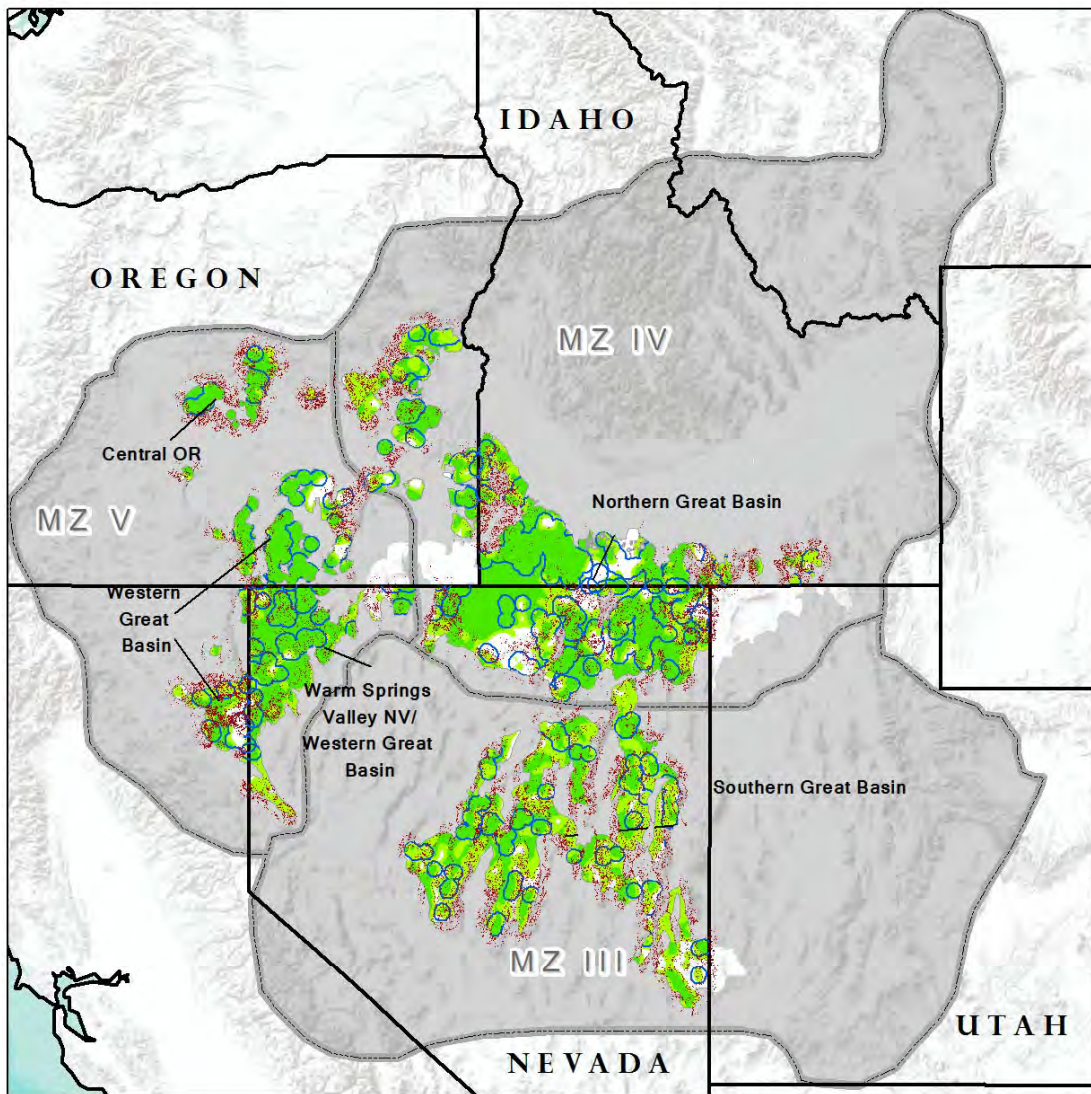 IDAHO
OREGON
MZ IV
Central OR
Northern Great Basin
MZ V
Western
Great
Basin
Warm Springs
Valley NV/
Western Great
Basin
Southern Great Basin
MZ III
UTAH
NEVADA